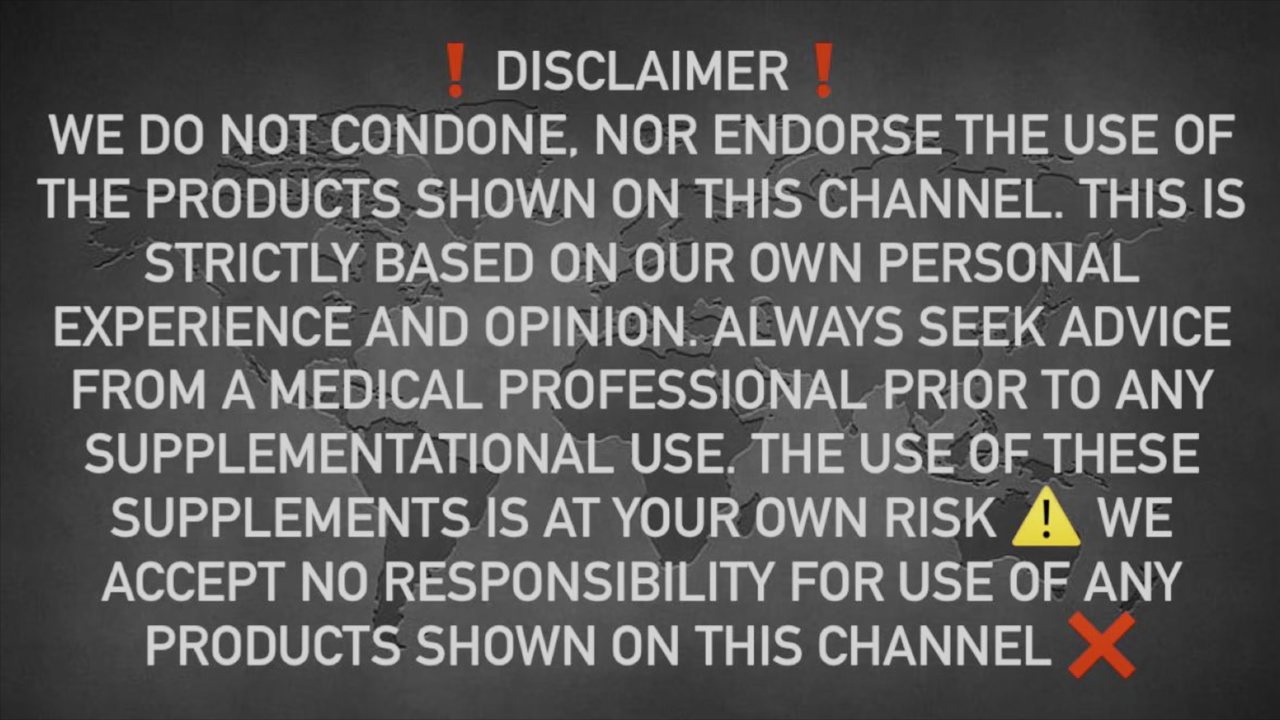 ❗ DISCLAIMER ❗
WE DO NOT CONDONE, NOR ENDORSE THE USE OF
THE PRODUCTS SHOWN ON THIS CHANNEL. THIS IS
STRICTLY BASED ON OUR OWN PERSONAL
EXPERIENCE AND OPINION. ALWAYS SEEK ADVICE
FROM A MEDICAL PROFESSIONAL PRIOR TO ANY
SUPPLEMENTATIONAL USE. THE USE OF THESE
SUPPLEMENTS IS AT YOUR OWN RISK ⚠️ WE
ACCEPT NO RESPONSIBILITY FOR USE OF ANY
PRODUCTS SHOWN ON THIS CHANNEL ❌